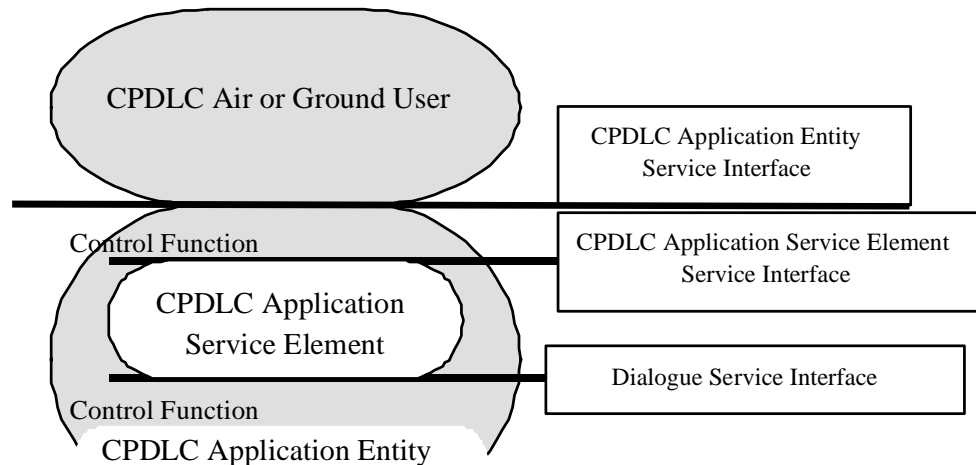 CPDLC Air or Ground User
CPDLC Application Entity
Service Interface
Control Function
CPDLC Application Service Element
Service Interface
CPDLC Application
Service Element
Dialogue Service Interface
Control Function
CPDLC Application Entity